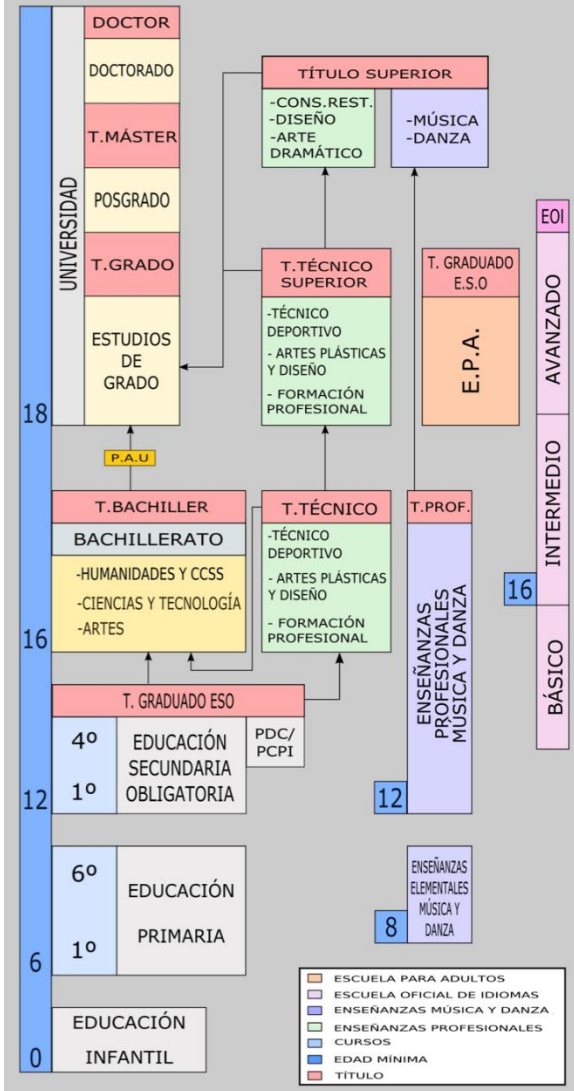 DOCTOR
DOCTORADO
T.MÁSTER
POSGRADO
T.GRADO
ESTUDIOS
DE
GRADO
UNIVERSIDAD
18
P.A.U
TÍTULO SUPERIOR
-CONS.REST.
-DISEÑO
-ARTE
DRAMÁTICO
-MÚSICA
-DANZA
T.TÉCNICO
SUPERIOR
-TÉCNICO
DEPORTIVO
- ARTES PLÁSTICAS
Y DISEÑO
- FORMACIÓN
PROFESIONAL
T. GRADUADO
E.S.O
E.P.A.
EOI
AVANZADO
INTERMEDIO
16
BÁSICO
T.BACHILLER
BACHILLERATO
-HUMANIDADES Y CCSS
-CIENCIAS Y TECNOLOGÍA
-ARTES
16
T.TÉCNICO
-TÉCNICO
DEPORTIVO
- ARTES PLÁSTICAS
Y DISEÑO
- FORMACIÓN
PROFESIONAL
T.PROF.
ENSEÑANZAS
PROFESIONALES
MÚSICA Y DANZA
12
T. GRADUADO ESO
4º
1º
EDUCACIÓN
SECUNDARIA
OBLIGATORIA
PDC/
PCPI
12
6º
1º
EDUCACIÓN
PRIMARIA
6
ENSEÑANZAS
ELEMENTALES
MÚSICA Y
DANZA
8
EDUCACIÓN
INFANTIL
0
ESCUELA PARA ADULTOS
ESCUELA OFICIAL DE IDIOMAS
ENSEÑANZAS MÚSICA Y DANZA
ENSEÑANZAS PROFESIONALES
CURSOS
EDAD MÍNIMA
TÍTULO